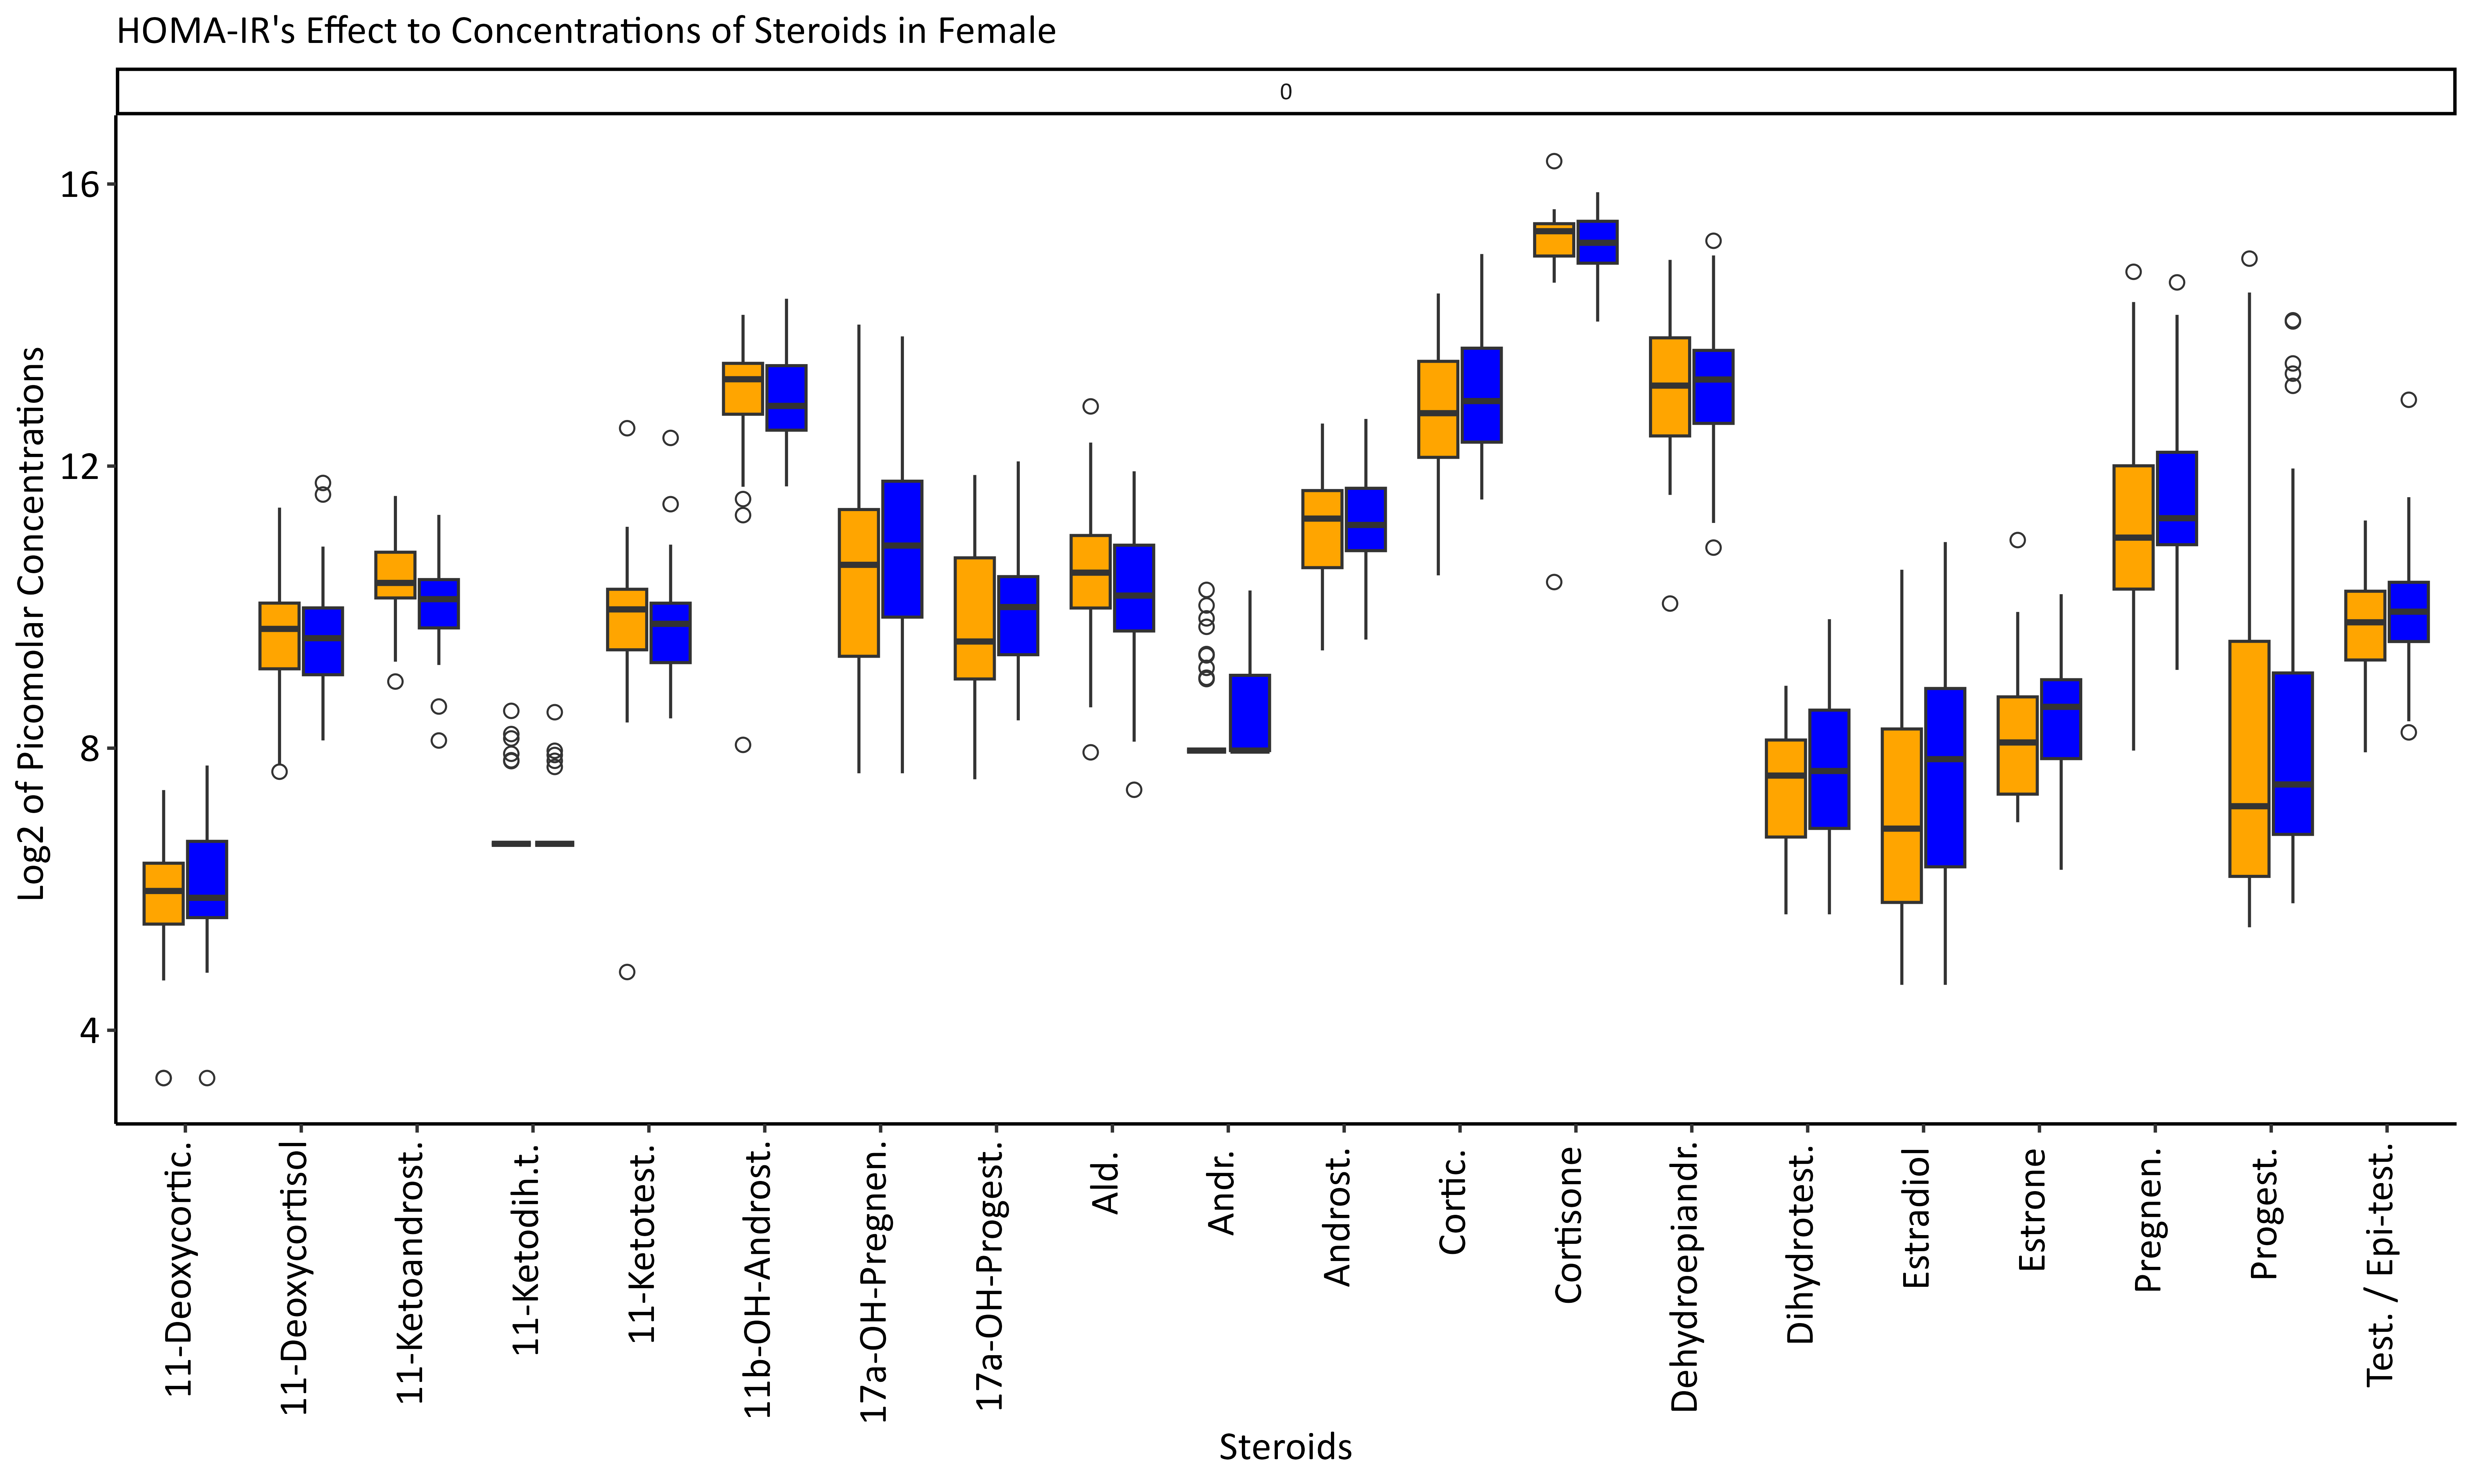 HOMA-IR's Effect to Concentrations of Steroids in Female
0
Log2 of Picomolar Concentrations
16
12
8
4
11-Deoxycortic.
11-Deoxycortisol
11-Ketoandrost.
11-Ketodih.t.
11-Ketotest.
11b-OH-Androst.
17a-OH-Pregnen.
17a-OH-Progest.
Ald.
Andr.
Androst.
Cortic.
Cortisone
Dehydroepiandr.
Dihydrotest.
Estradiol
Estrone
Pregnen.
Progest.
Test. / Epi-test.
Steroids